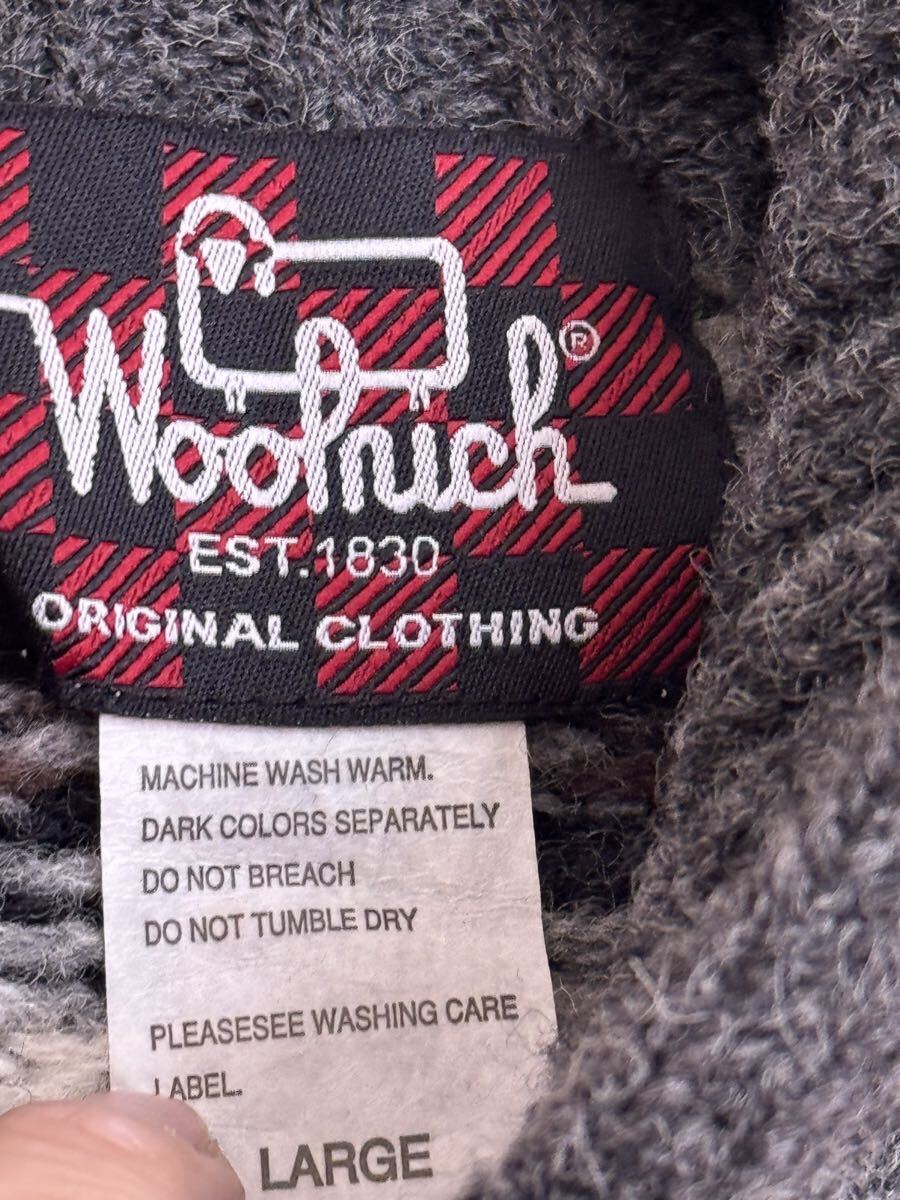 Woolrich®
EST.1830
ORIGINAL CLOTHING
MACHINE WASH WARM.
DARK COLORS SEPARATELY
DO NOT BREACH
DO NOT TUMBLE DRY
PLEASESEE WASHING CARE
LABEL.
LARGE